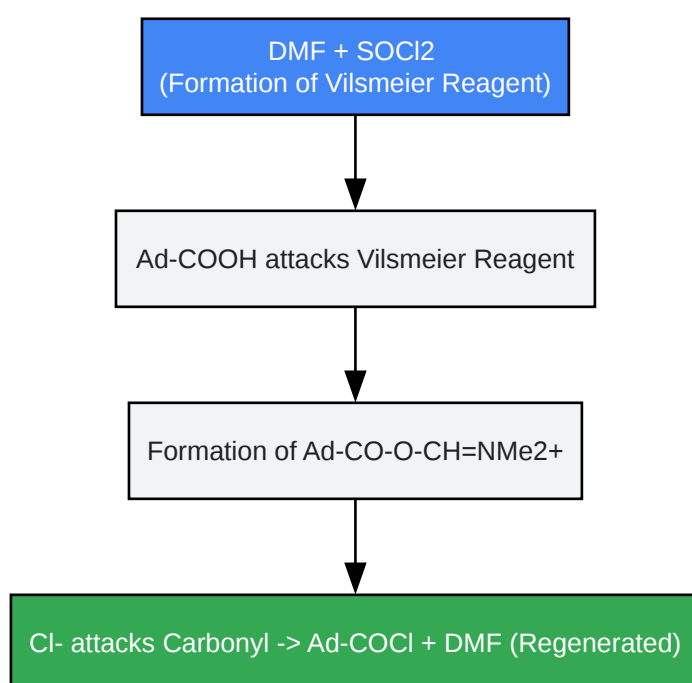 DMF + SOCl2
(Formation of Vilsmeier Reagent)
Ad-COOH attacks Vilsmeier Reagent
Formation of Ad-CO-O-CH=NMe2+
Cl- attacks Carbonyl -> Ad-COCl + DMF (Regenerated)